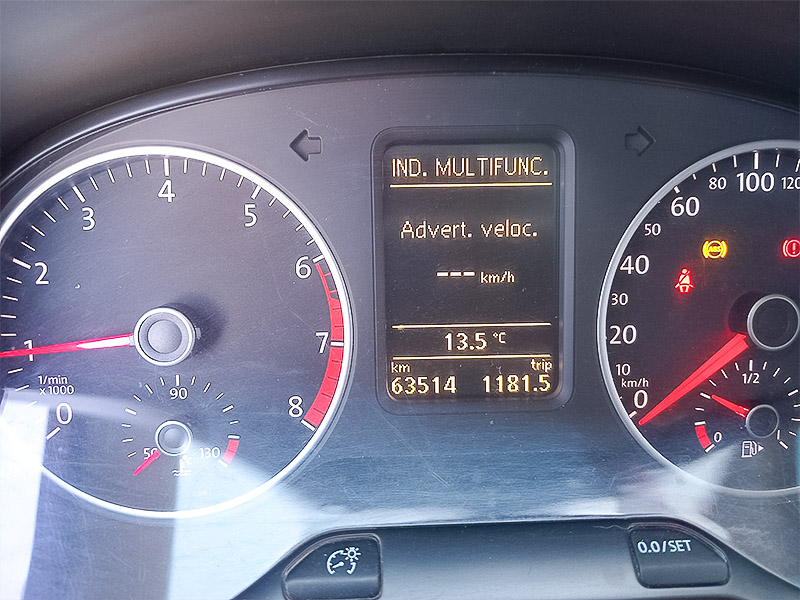 IND. MULTIFUNC.
Advert. veloc.
--- km/h
13.5 °C
km trip
63514 1181.5
1 2 3 4 5 6 7 8
1/min
x1000
0
90
50 130
0 10 20 30 40 50 60 80 100 120
km/h
ABS
1/2
0
0.0/SET